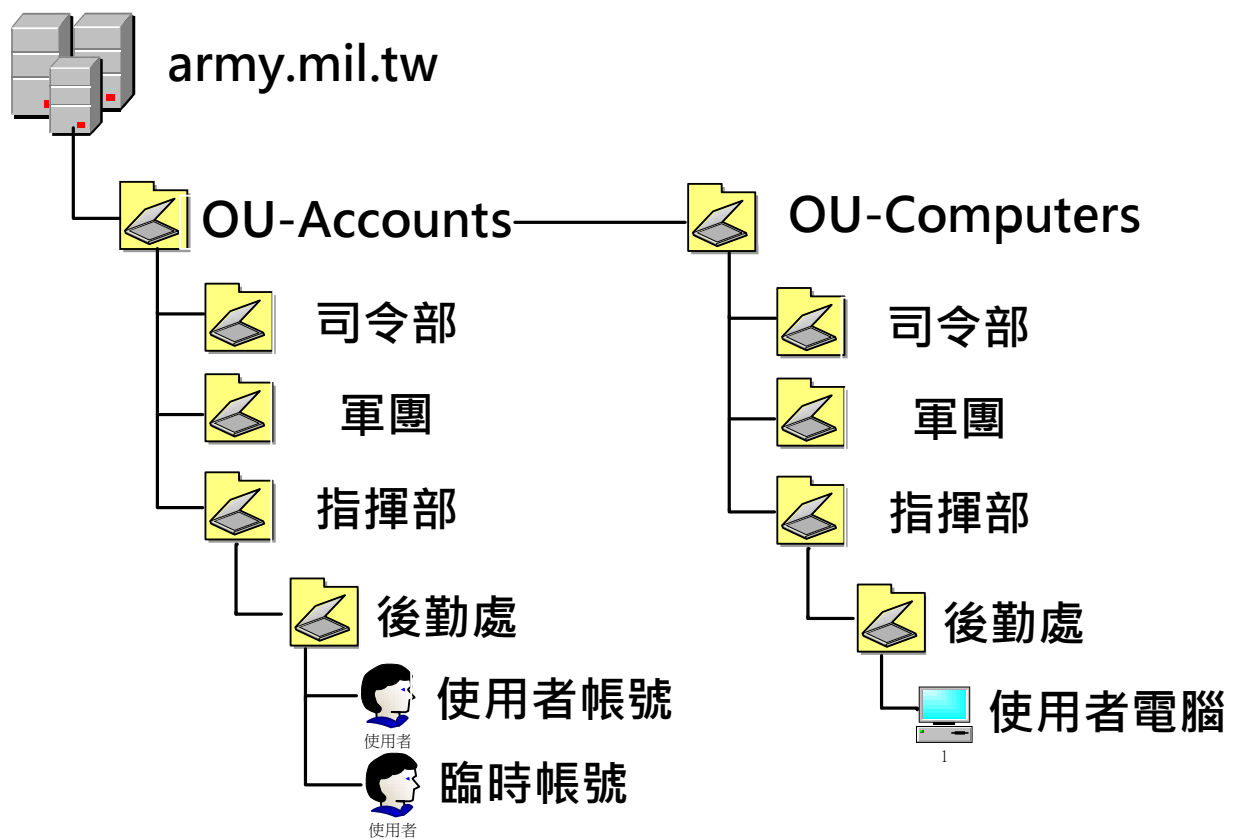 army.mil.tw
OU-Accounts
司令部
軍團
指揮部
後勤處
使用者帳號
使用者
臨時帳號
使用者
OU-Computers
司令部
軍團
指揮部
後勤處
使用者電腦
1